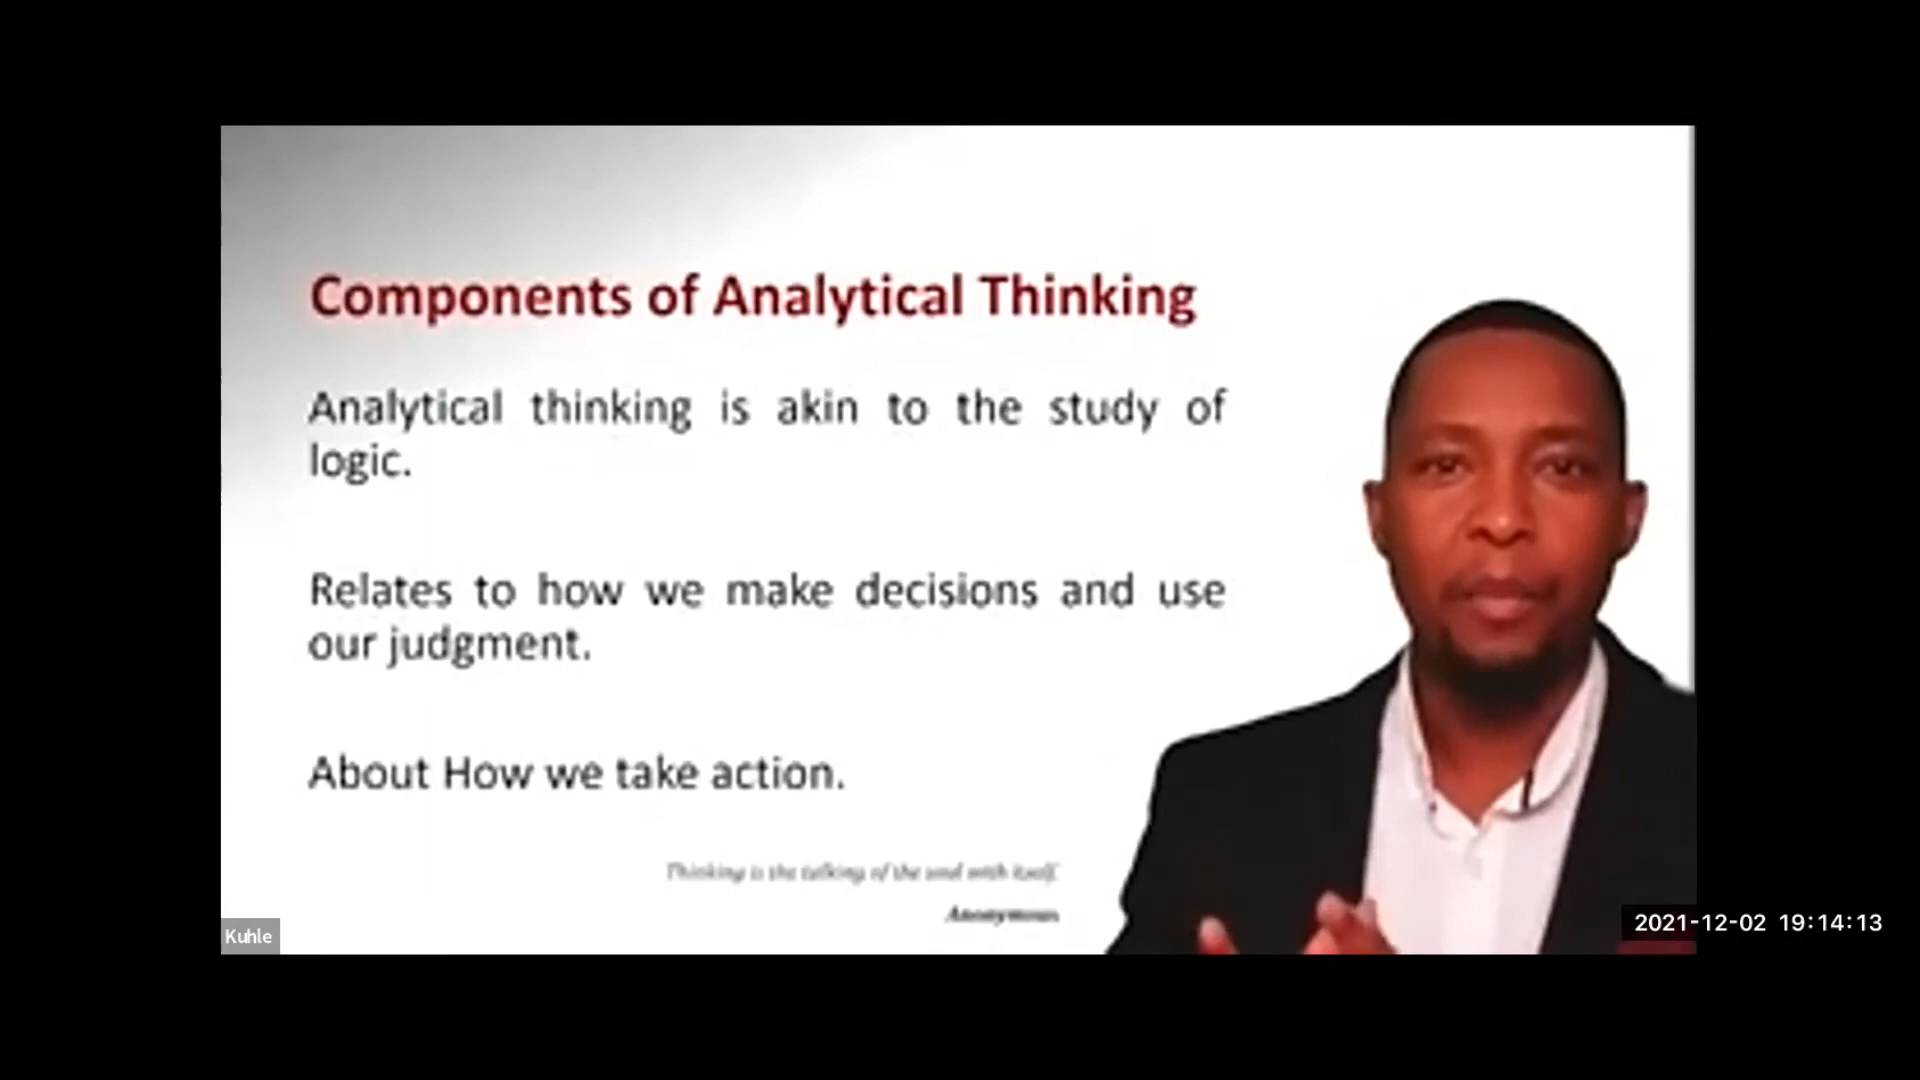 Components of Analytical Thinking
Analytical thinking is akin to the study of
logic.
Relates to how we make decisions and use
our judgment.
About How we take action.
Thinking is the talking of the soul with itself.
Anonymous
Kuhle
2021-12-02 19:14:13